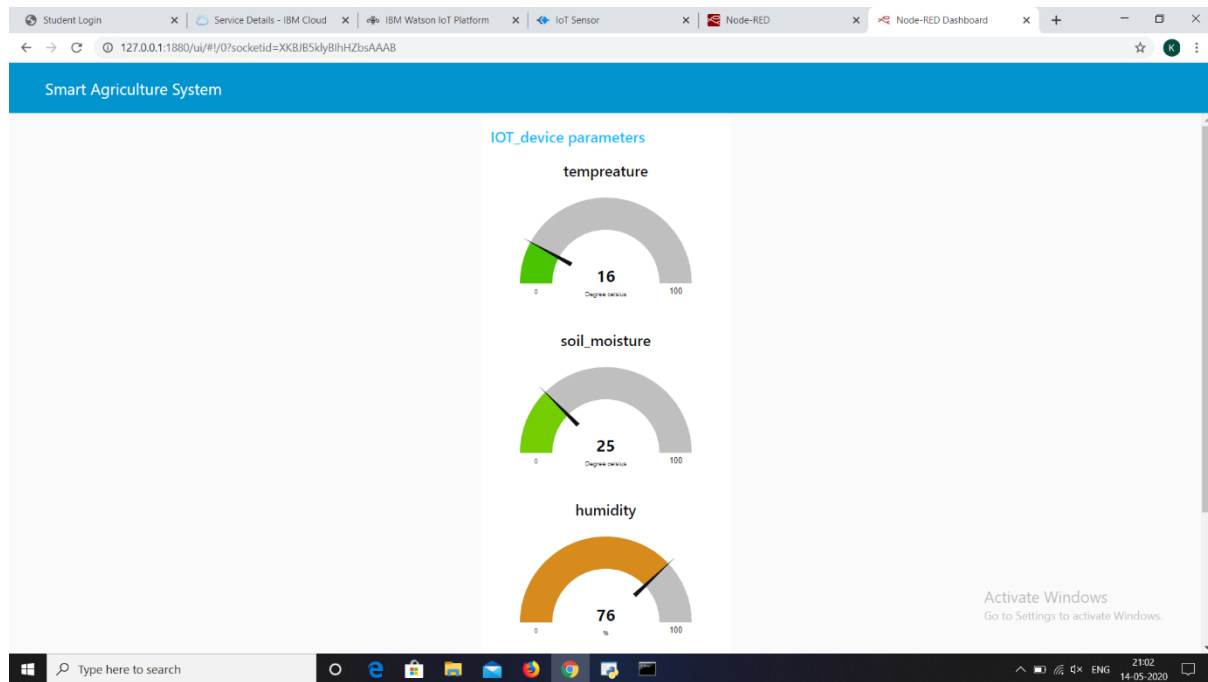 Student Login
Service Details - IBM Cloud
IBM Watson IoT Platform
IoT Sensor
Node-RED
Node-RED Dashboard
127.0.0.1:1880/ui/#!/0?socketid=XKBJB5klyBIhHZbsAAAB
K
Smart Agriculture System
IOT_device parameters
tempreature
16
Degree celsius
0
100
soil_moisture
25
Degree celsius
0
100
humidity
76
%
0
100
Activate Windows
Go to Settings to activate Windows.
Type here to search
ENG
21:02
14-05-2020